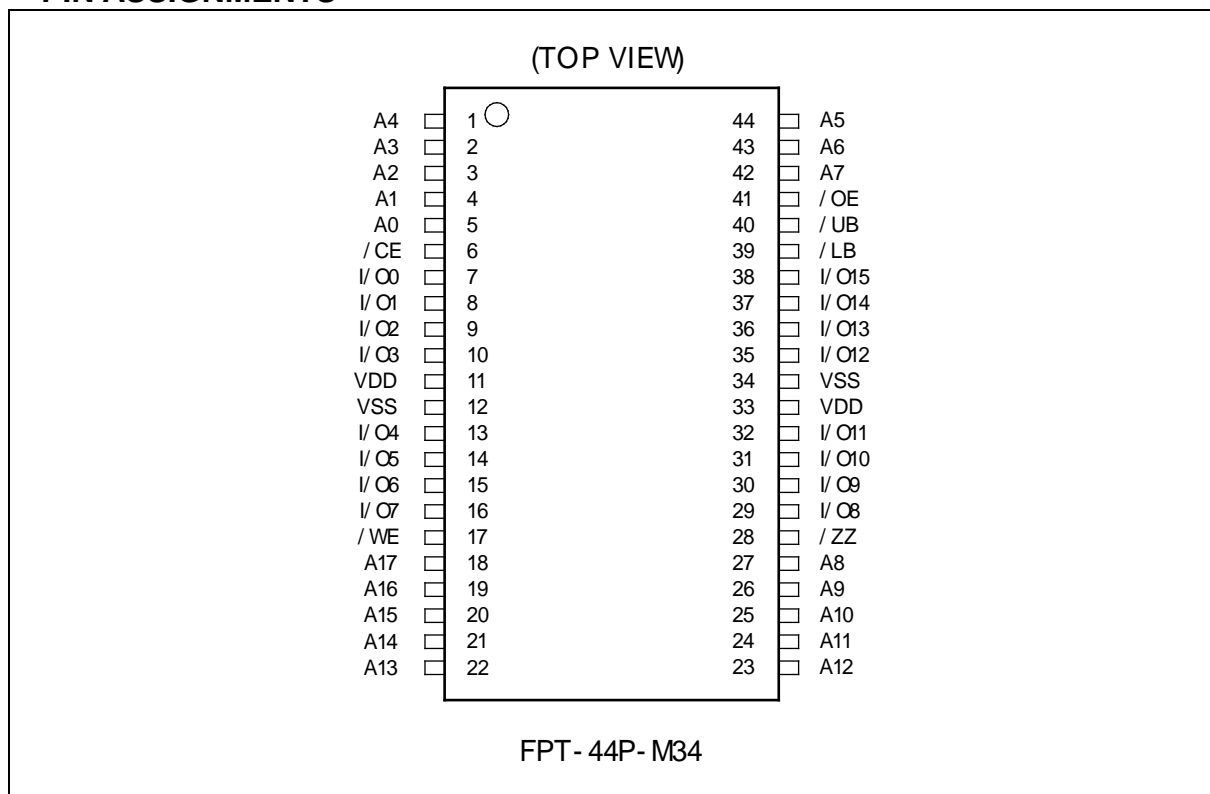 PIN ASSIGNMENTS
(TOP VIEW)
A4 1 44 A5
A3 2 43 A6
A2 3 42 A7
A1 4 41 /OE
A0 5 40 /UB
/CE 6 39 /LB
I/O0 7 38 I/O15
I/O1 8 37 I/O14
I/O2 9 36 I/O13
I/O3 10 35 I/O12
VDD 11 34 VSS
VSS 12 33 VDD
I/O4 13 32 I/O11
I/O5 14 31 I/O10
I/O6 15 30 I/O9
I/O7 16 29 I/O8
/WE 17 28 /ZZ
A17 18 27 A8
A16 19 26 A9
A15 20 25 A10
A14 21 24 A11
A13 22 23 A12
FPT-44P-M34